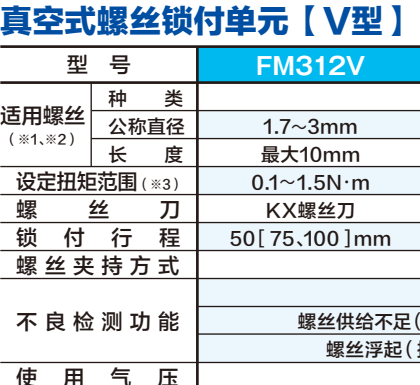 真空式螺丝锁付单元【V型】
型 号 FM312V
适用螺丝 (※1、※2)
种 类
公称直径 1.7~3mm
长 度 最大10mm
设定扭矩范围(※3) 0.1~1.5N·m
螺 丝 刀 KX螺丝刀
锁 付 行 程 50[75、100]mm
螺 丝 夹 持 方 式
不 良 检 测 功 能
螺丝供给不足(
螺丝浮起(
使 用 气 压